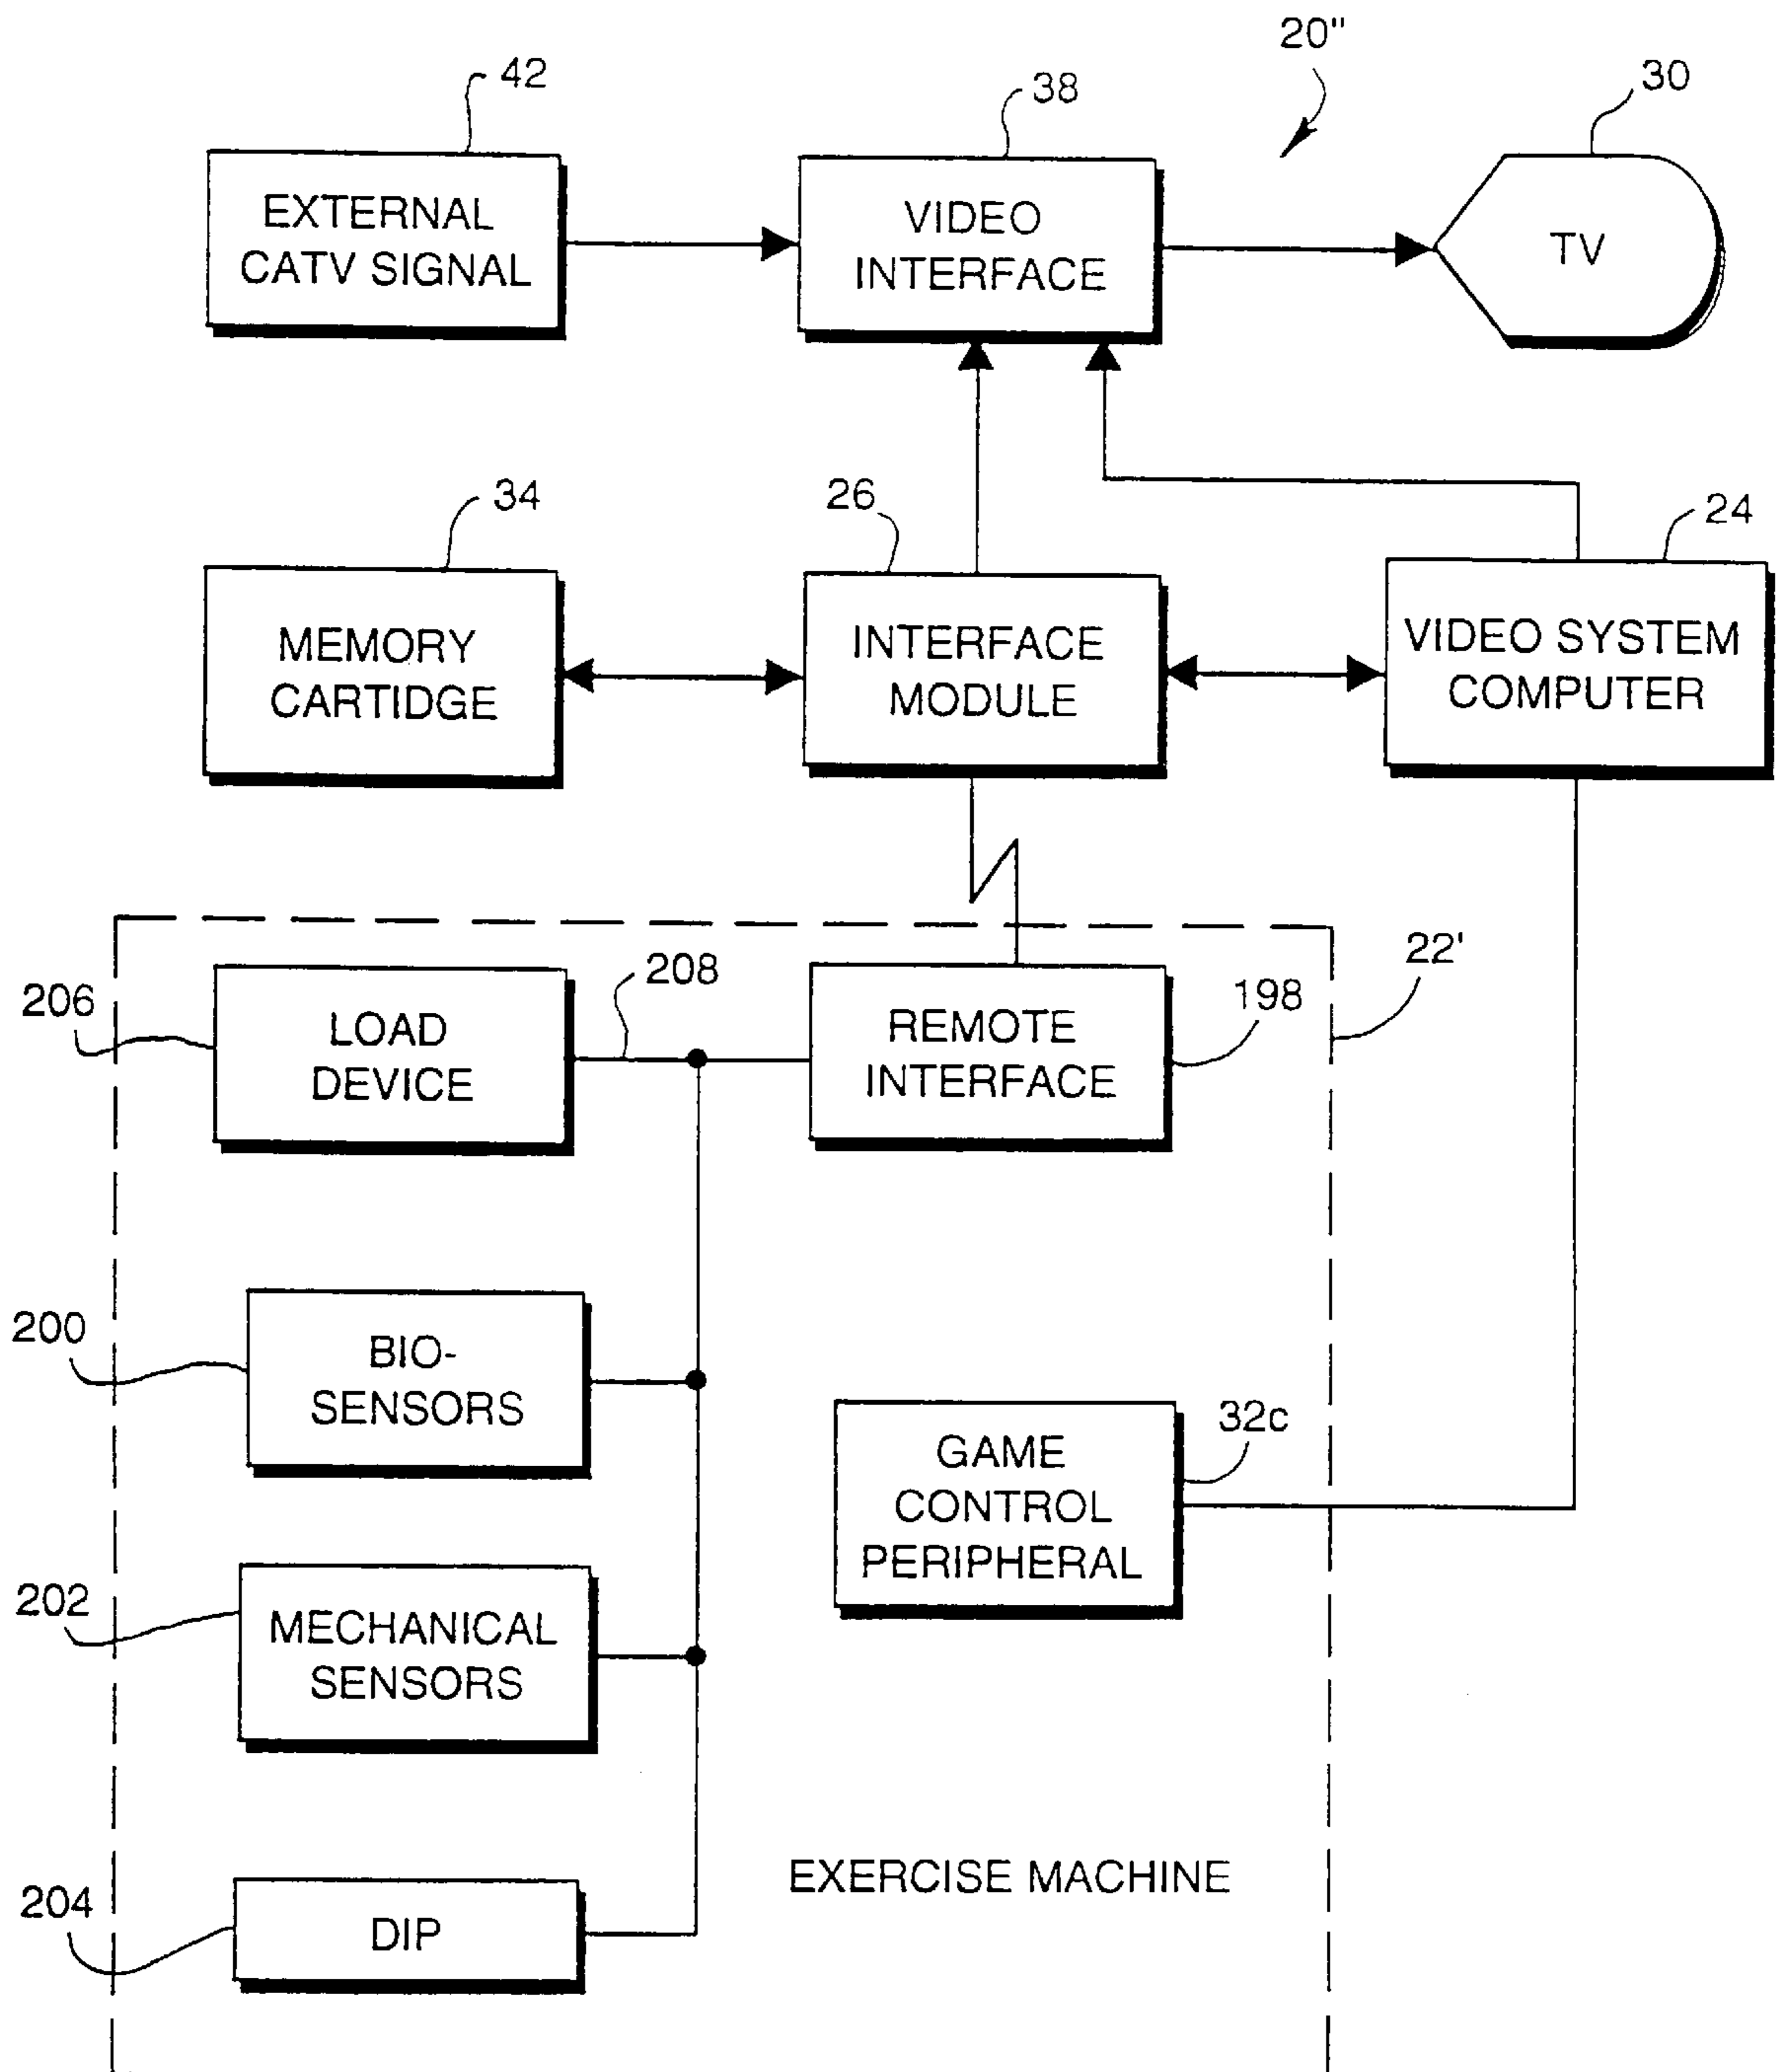 20"
42
38
30
EXTERNAL
CATV SIGNAL
VIDEO
INTERFACE
TV
34
26
24
MEMORY
CARTIDGE
INTERFACE
MODULE
VIDEO SYSTEM
COMPUTER
22'
206
208
198
LOAD
DEVICE
REMOTE
INTERFACE
200
BIO-
SENSORS
32c
GAME
CONTROL
PERIPHERAL
202
MECHANICAL
SENSORS
EXERCISE MACHINE
204
DIP